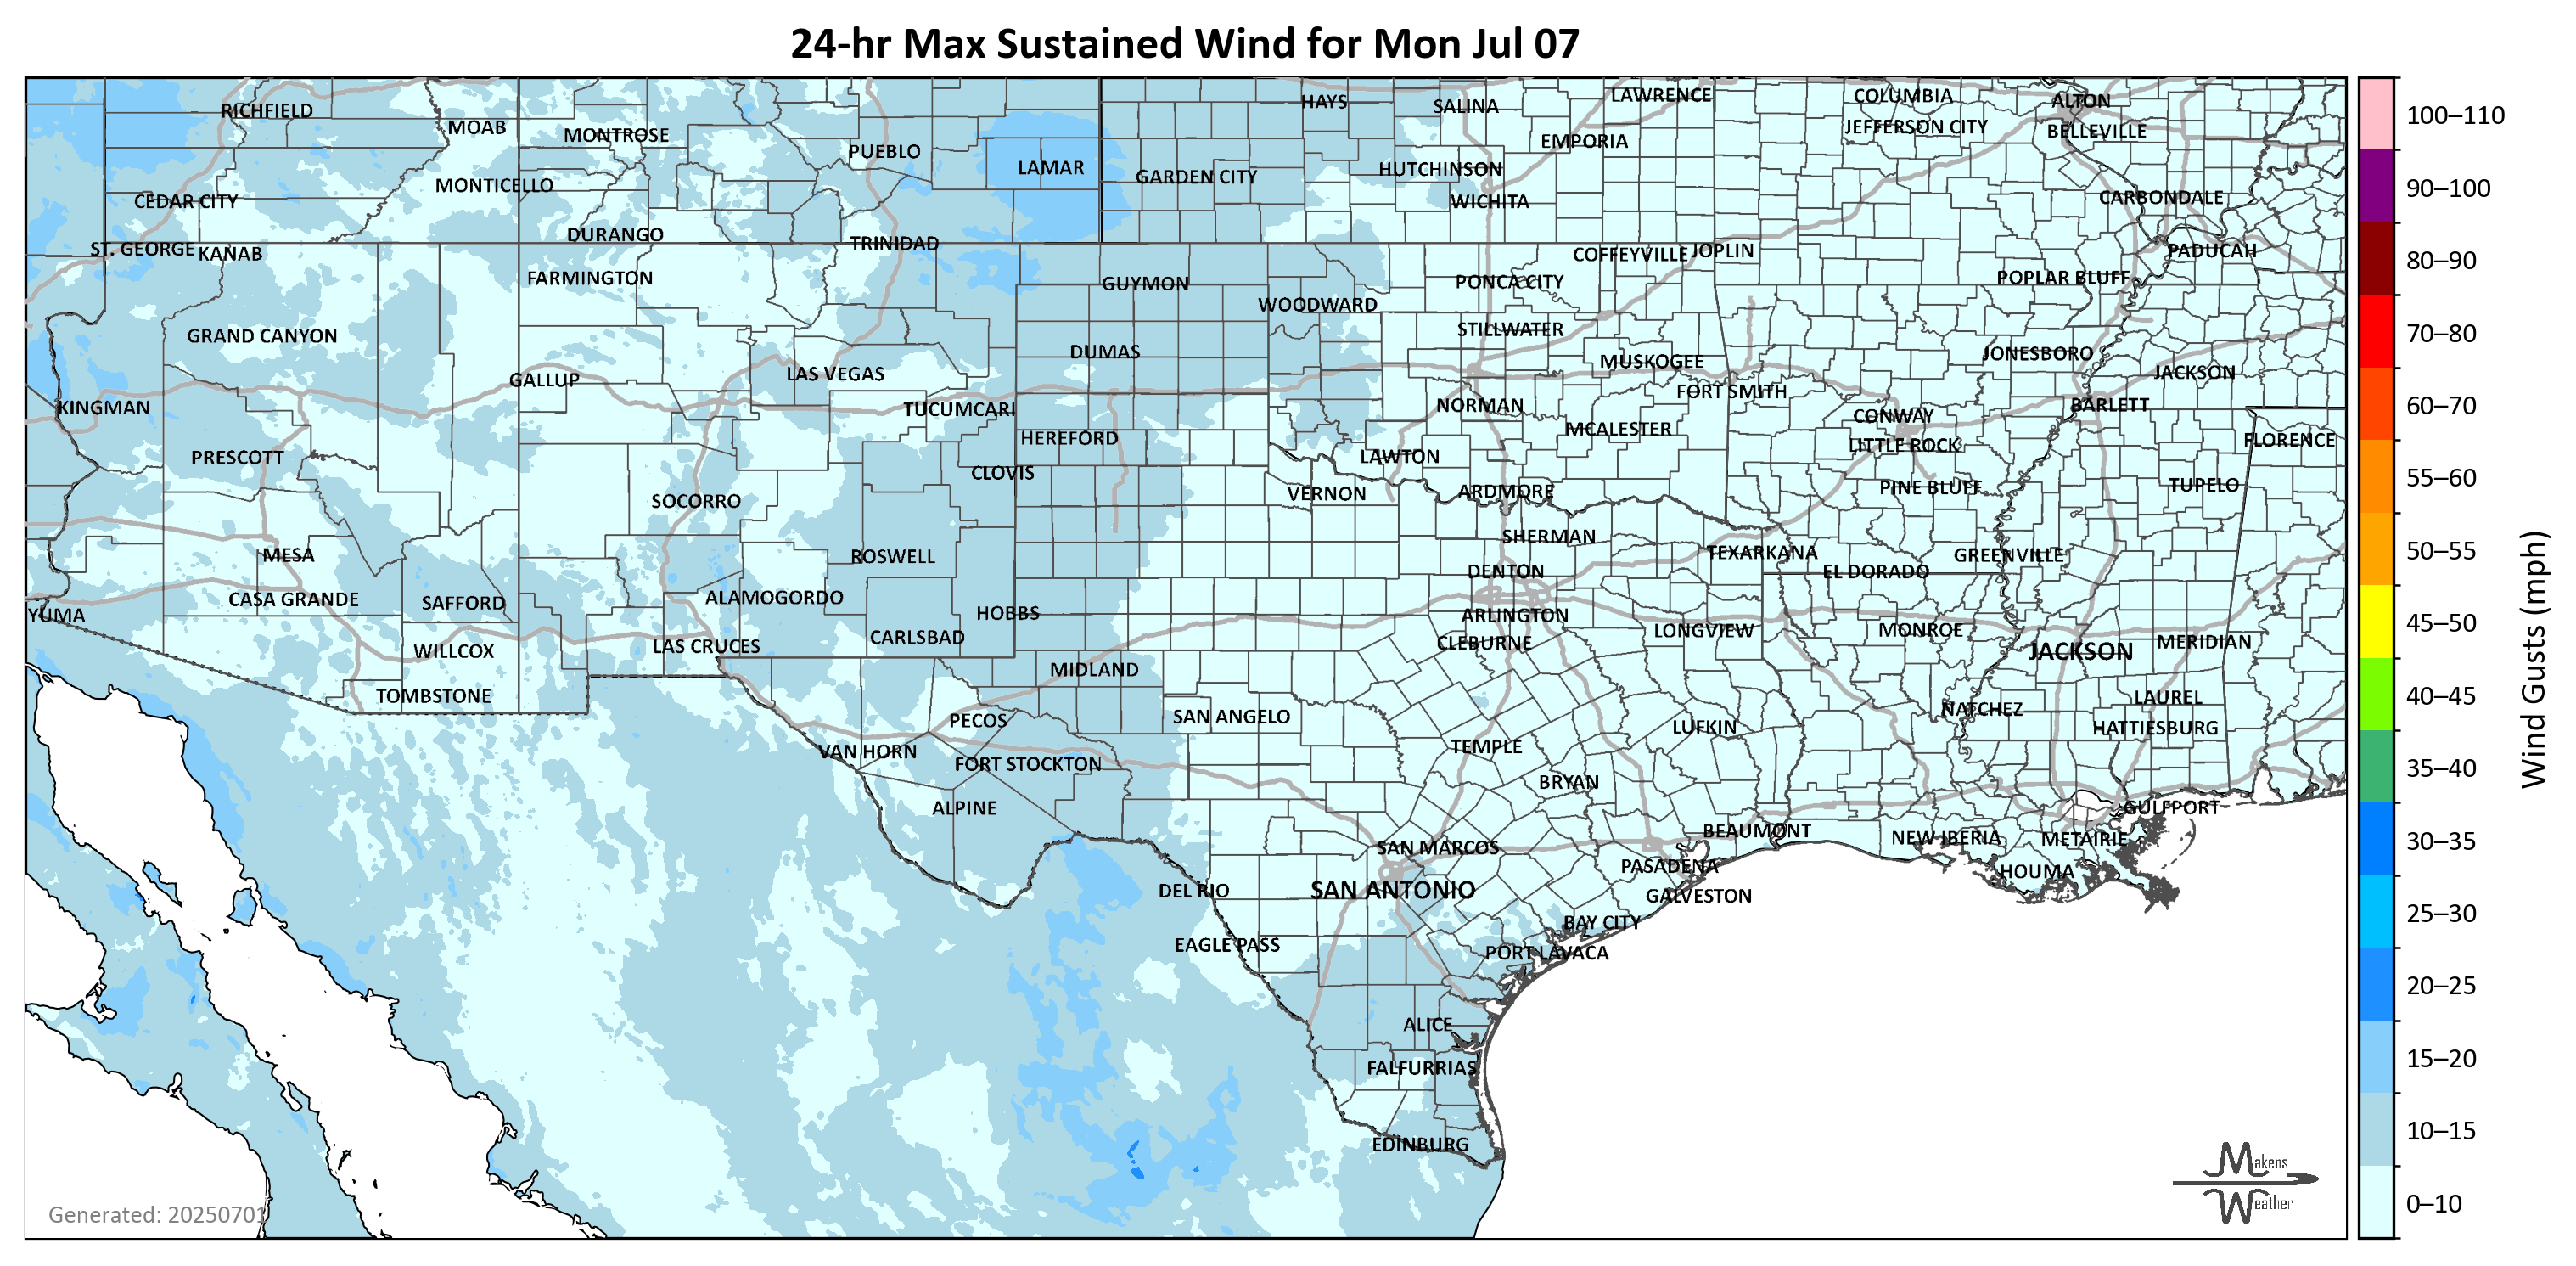 24-hr Max Sustained Wind for Mon Jul 07
RICHFIELD
MOAB
MONTROSE
PUEBLO
LAMAR
HAYS
SALINA
LAWRENCE
COLUMBIA
ALTON
EMPORIA
JEFFERSON CITY
BELLEVILLE
MONTICELLO
GARDEN CITY
HUTCHINSON
CEDAR CITY
WICHITA
CARBONDALE
ST. GEORGE
KANAB
DURANGO
TRINIDAD
COFFEYVILLE
JOPLIN
PADUCAH
FARMINGTON
GUYMON
PONCA CITY
POPLAR BLUFF
WOODWARD
GRAND CANYON
STILLWATER
DUMAS
MUSKOGEE
JONESBORO
GALLUP
LAS VEGAS
FORT SMITH
JACKSON
KINGMAN
TUCUMCARI
NORMAN
CONWAY
BARLETT
HEREFORD
MCALESTER
LITTLE ROCK
FLORENCE
PRESCOTT
CLOVIS
LAWTON
SOCORRO
VERNON
ARDMORE
PINE BLUFF
TUPELO
MESA
ROSWELL
SHERMAN
TEXARKANA
GREENVILLE
DENTON
EL DORADO
YUMA
CASA GRANDE
SAFFORD
ALAMOGORDO
HOBBS
ARLINGTON
WILLCOX
LAS CRUCES
CARLSBAD
CLEBURNE
LONGVIEW
MONROE
JACKSON
MERIDIAN
TOMBSTONE
MIDLAND
LAUREL
PECOS
SAN ANGELO
LUFKIN
NATCHEZ
HATTIESBURG
VAN HORN
FORT STOCKTON
TEMPLE
BRYAN
ALPINE
GULFPORT
SAN MARCOS
BEAUMONT
NEW IBERIA
METAIRIE
DEL RIO
SAN ANTONIO
PASADENA
HOUMA
GALVESTON
EAGLE PASS
BAY CITY
PORT LAVACA
ALICE
FALFURRIAS
EDINBURG
Generated: 20250701
Makens
Weather
100–110
90–100
80–90
70–80
60–70
55–60
50–55
45–50
40–45
35–40
30–35
25–30
20–25
15–20
10–15
0–10
Wind Gusts (mph)